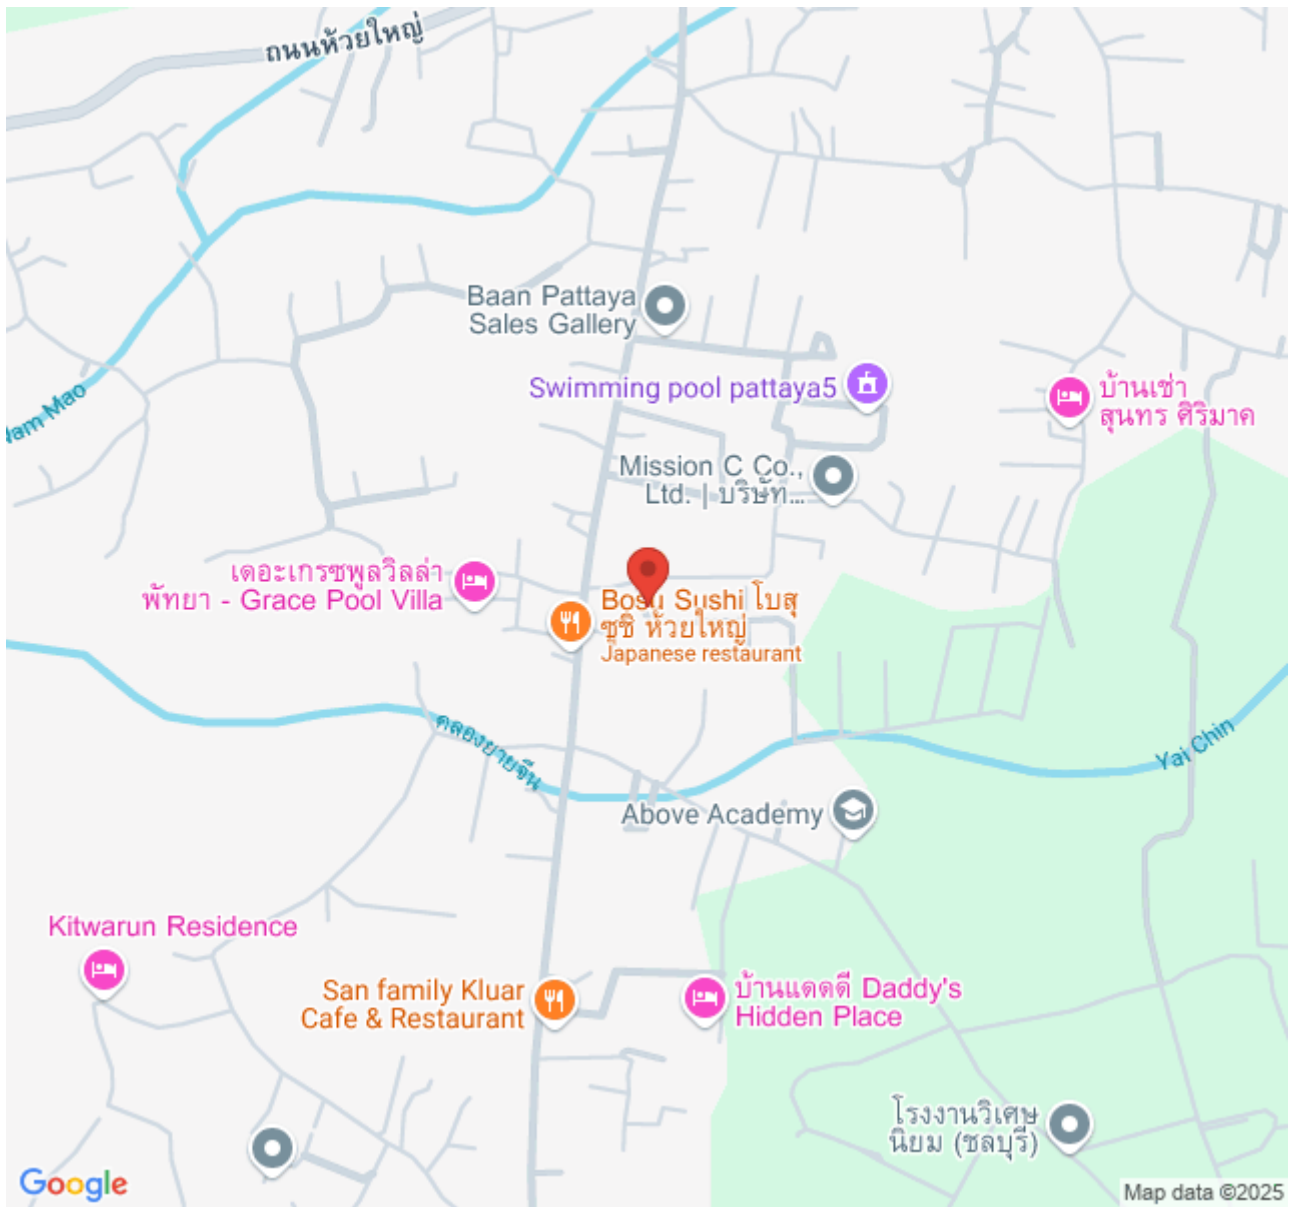 ถนนห้วยใหญ่
Baan Pattaya
Sales Gallery
Swimming pool pattaya5
บ้านเช่า
สุนทร ศิริมาค
Nam Mao
Mission C Co.,
Ltd. | บริษัท...
เดอะเกรซพูลวิลล่า
พัทยา - Grace Pool Villa
Bosu Sushi โบสุ
ซูชิ ห้วยใหญ่
Japanese restaurant
คลองยายจีน
Yai Chin
Above Academy
Kitwarun Residence
San family Kluar
Cafe & Restaurant
บ้านแดดดี Daddy's
Hidden Place
โรงงานวิเศษ
นิยม (ชลบุรี)
Google
Map data ©2025